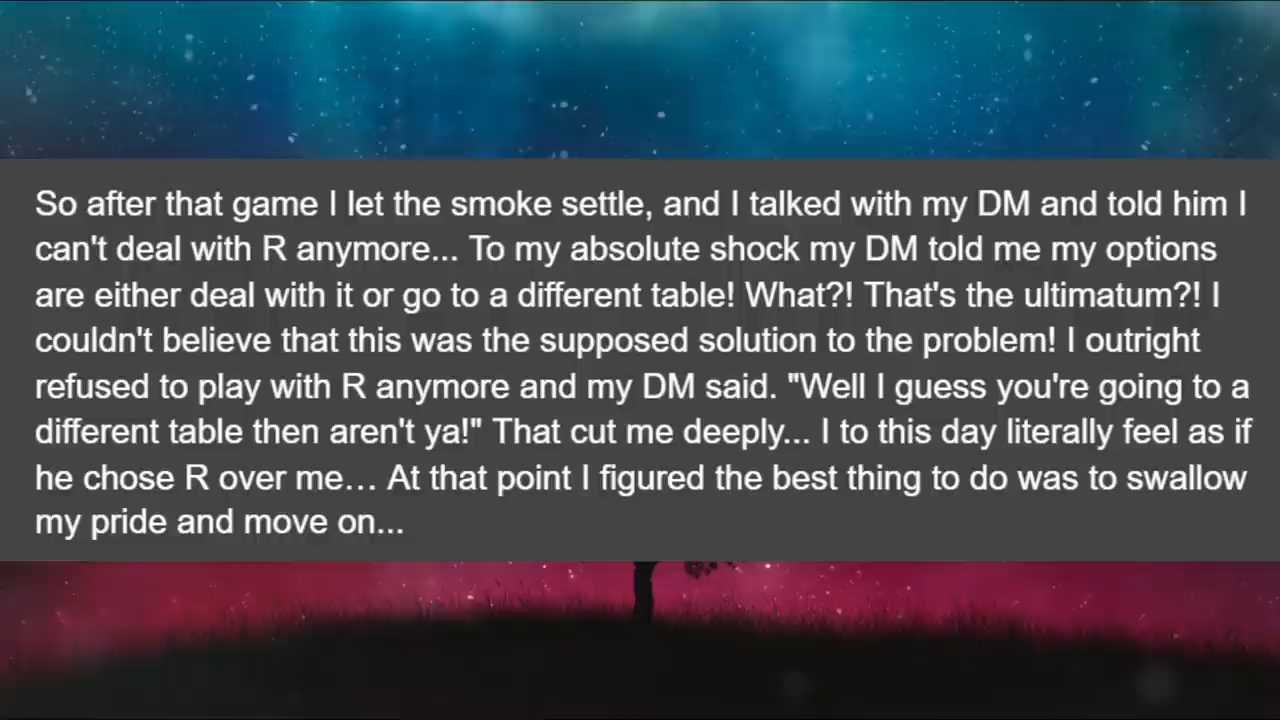 So after that game I let the smoke settle, and I talked with my DM and told him I
can't deal with R anymore... To my absolute shock my DM told me my options
are either deal with it or go to a different table! What?! That's the ultimatum?! I
couldn't believe that this was the supposed solution to the problem! I outright
refused to play with R anymore and my DM said. "Well I guess you're going to a
different table then aren't ya!" That cut me deeply... I to this day literally feel as if
he chose R over me… At that point I figured the best thing to do was to swallow
my pride and move on...